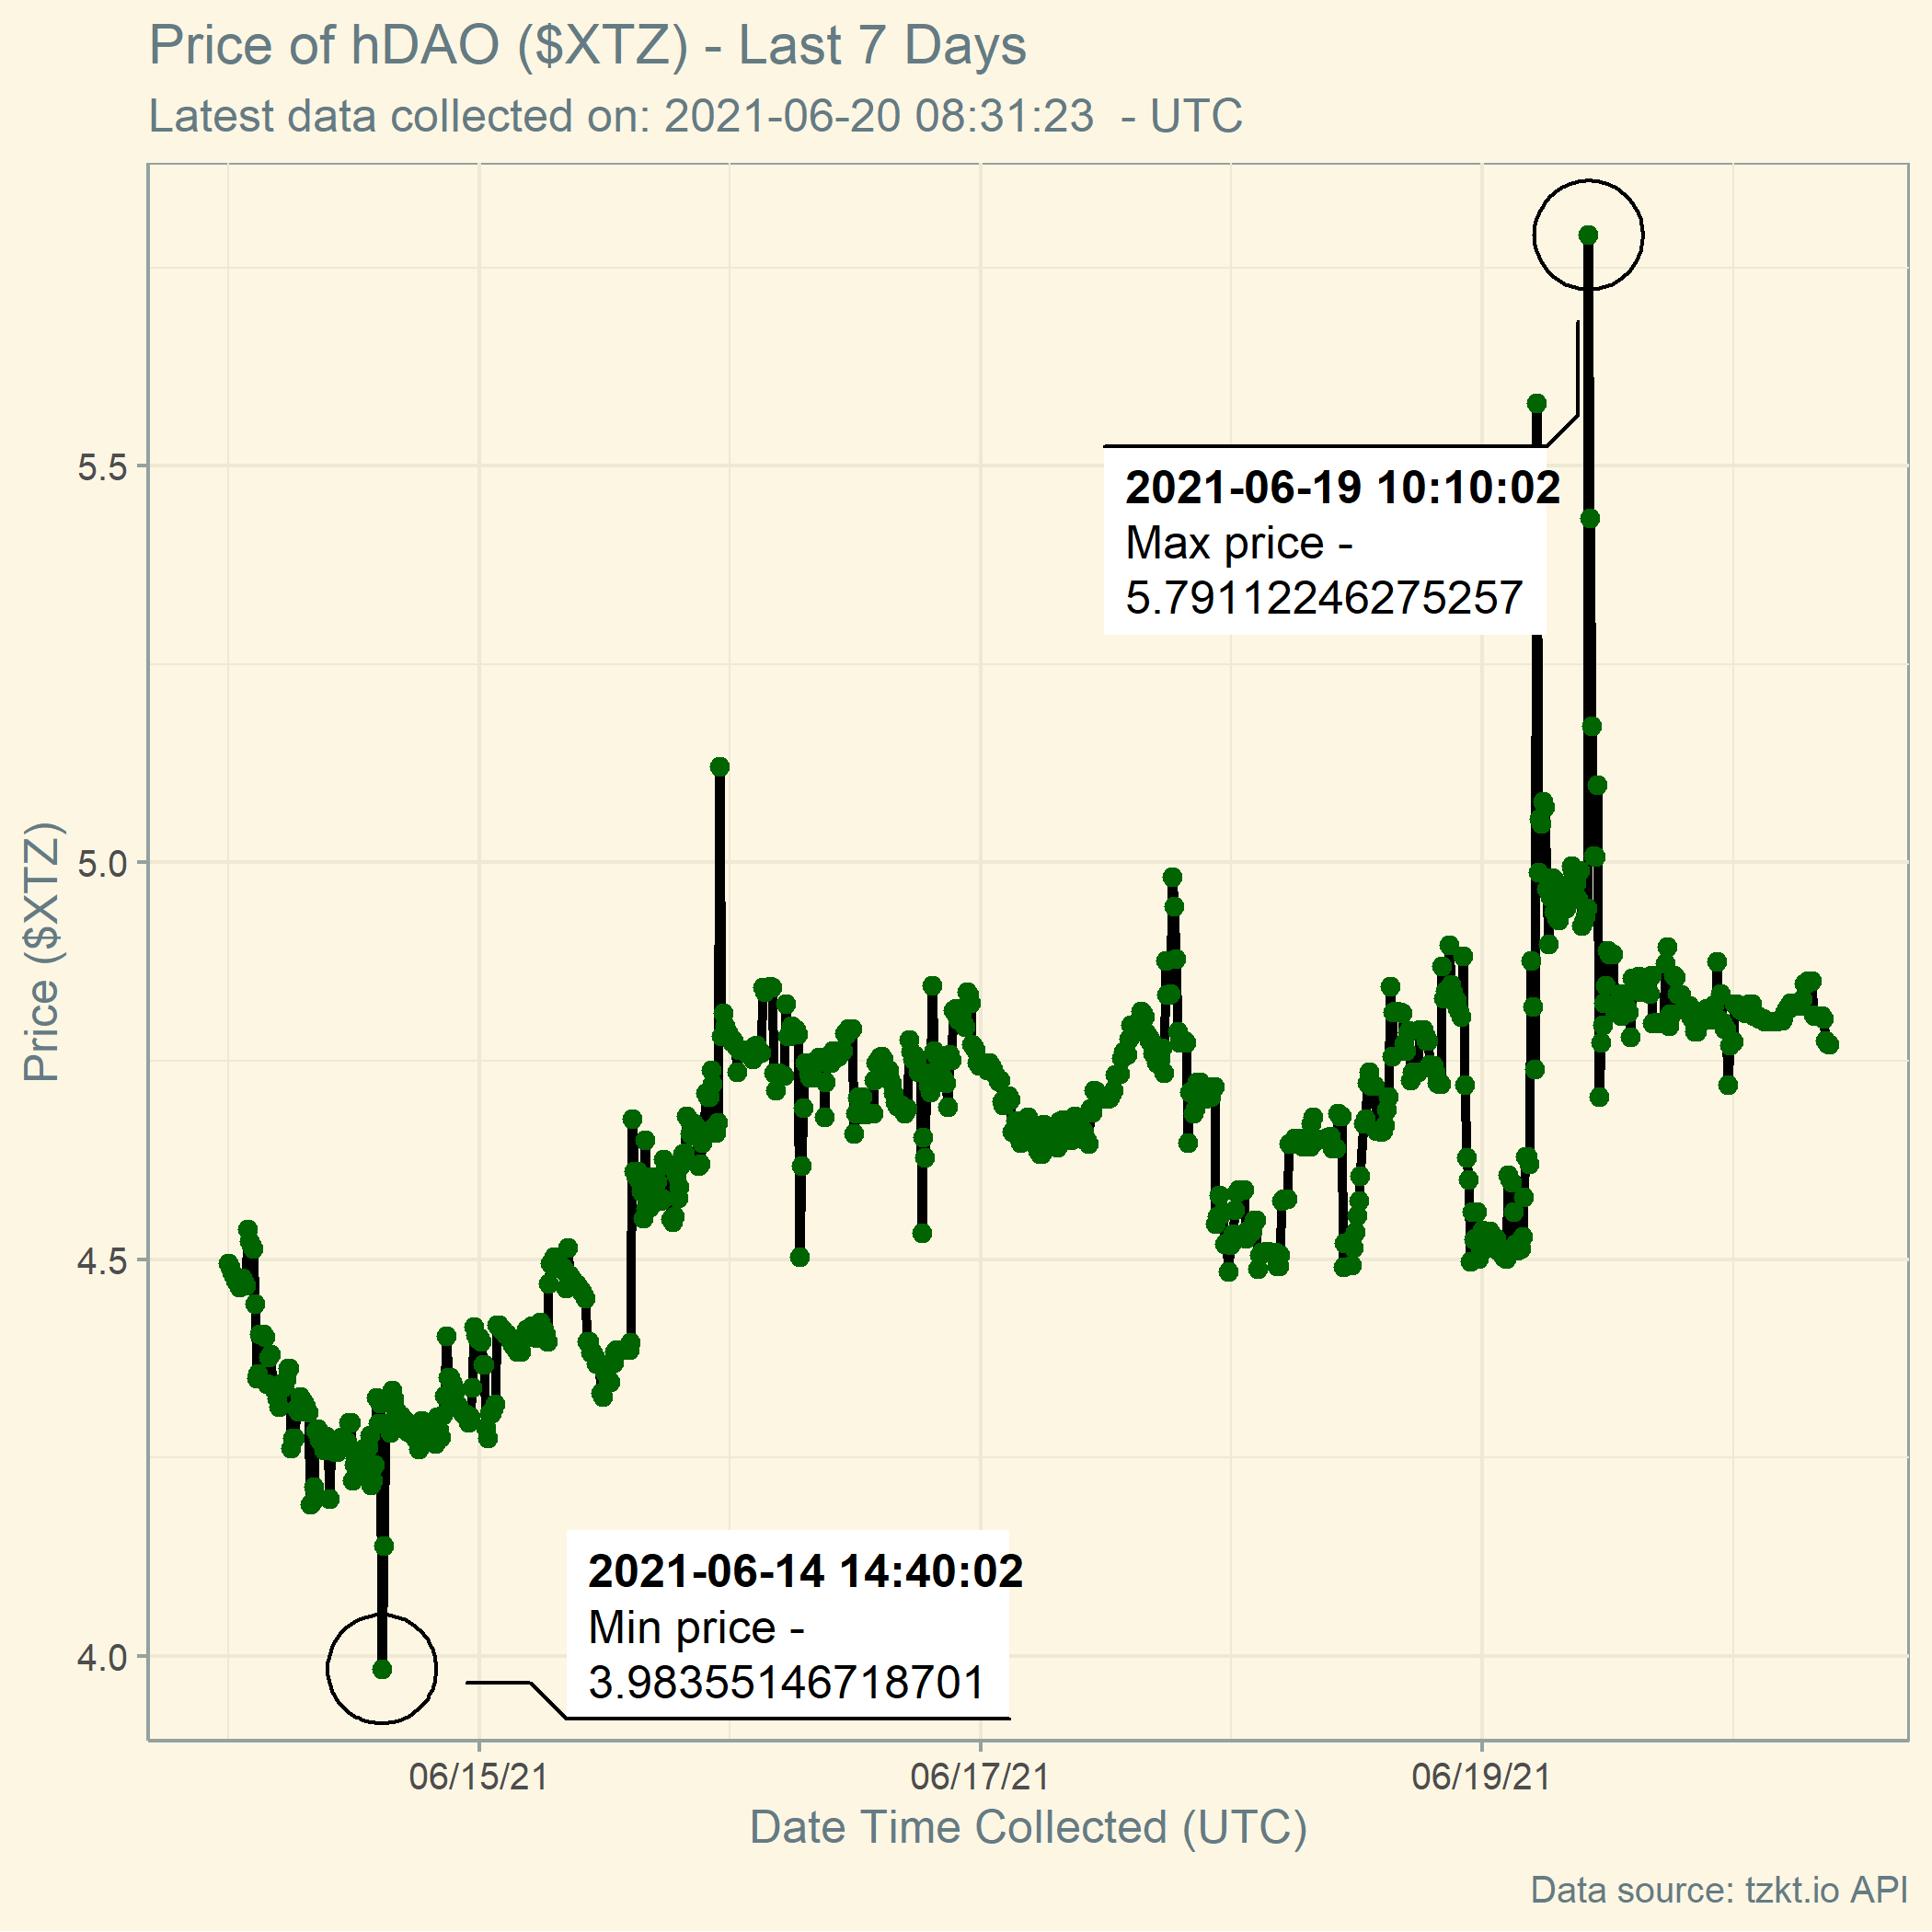 Price of hDAO ($XTZ) - Last 7 Days
Latest data collected on: 2021-06-20 08:31:23  - UTC
Price ($XTZ)
5.5
5.0
4.5
4.0
2021-06-19 10:10:02
Max price -
5.79112246275257
2021-06-14 14:40:02
Min price -
3.98355146718701
06/15/21
06/17/21
06/19/21
Date Time Collected (UTC)
Data source: tzkt.io API